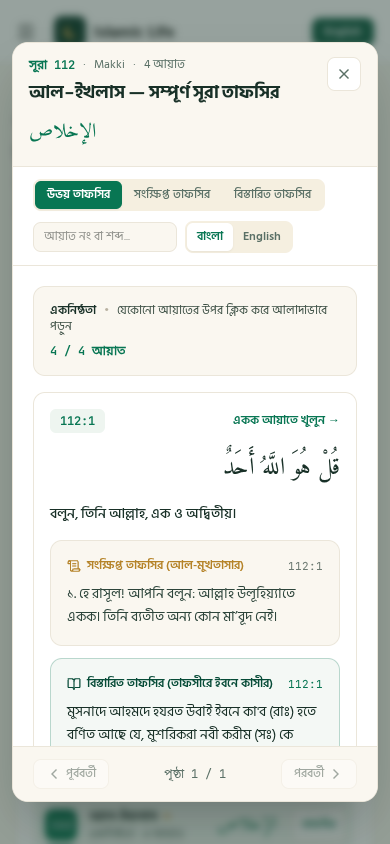 Islamic Life
English
সূরা 112 · Makki · 4 আয়াত
আল-ইখলাস — সম্পূর্ণ সূরা তাফসির
الإخلاص
উভয় তাফসির
সংক্ষিপ্ত তাফসির
বিস্তারিত তাফসির
আয়াত নং বা শব্দ...
বাংলা
English
একনিষ্ঠতা • যেকোনো আয়াতের উপর ক্লিক করে আলাদাভাবে
পড়ুন
4 / 4 আয়াত
112:1
একক আয়াতে খুলুন →
قُلْ هُوَ اللَّهُ أَحَدٌ
বলুন, তিনি আল্লাহ, এক ও অদ্বিতীয়।
সংক্ষিপ্ত তাফসির (আল-মুখতাসার)
112:1
১. হে রাসূল! আপনি বলুন: আল্লাহ উলূহিয়্যাতে
একক। তিনি ব্যতীত অন্য কোন মা’বূদ নেই।
বিস্তারিত তাফসির (তাফসীরে ইবনে কাসীর)
112:1
মুসনাদে আহমদে হযরত উবাই ইবনে কা'ব (রাঃ) হতে
বর্ণিত আছে যে, মুশরিকরা নবী করীম (সঃ) কে
পূর্ববর্তী
পৃষ্ঠা 1 / 1
পরবর্তী